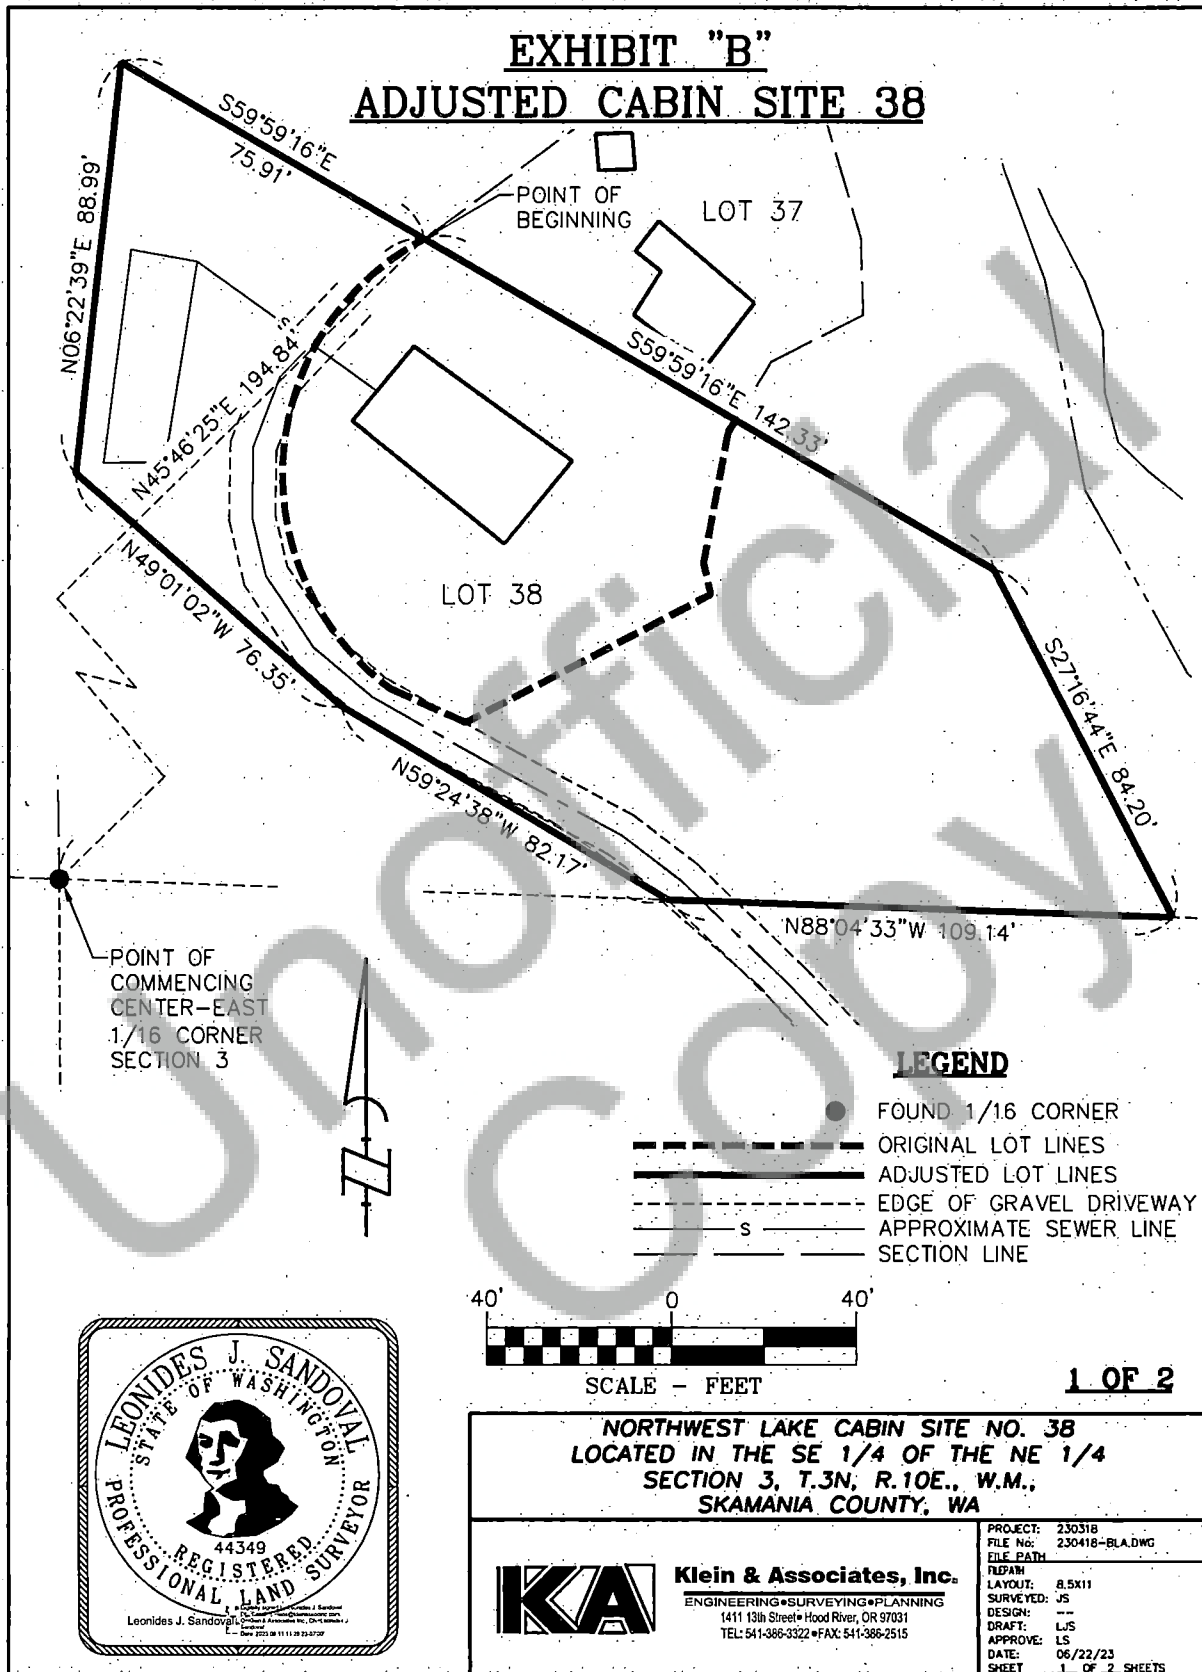 EXHIBIT "B"
ADJUSTED CABIN SITE 38
S59°59'16"E
75.91'
N06°22'39"E 88.99'
POINT OF
BEGINNING
LOT 37
S
N45°46'25"E 194.84'
S59°59'16"E 142.33'
LOT 38
N49°01'02"W 76.35'
S27°16'44"E 84.20'
N59°24'38"W 82.17'
N88°04'33"W 109.14'
POINT OF
COMMENCING
CENTER-EAST
1/16 CORNER
SECTION 3
N
Unofficial
Copy
LEGEND
FOUND 1/16 CORNER
ORIGINAL LOT LINES
ADJUSTED LOT LINES
EDGE OF GRAVEL DRIVEWAY
S
APPROXIMATE SEWER LINE
SECTION LINE
40' 0 40'
SCALE - FEET
1 OF 2
LEONIDES J. SANDOVAL
STATE OF WASHINGTON
44349
REGISTERED
PROFESSIONAL LAND SURVEYOR
Leonides J. Sandoval
NORTHWEST LAKE CABIN SITE NO. 38
LOCATED IN THE SE 1/4 OF THE NE 1/4
SECTION 3, T.3N, R.10E., W.M.,
SKAMANIA COUNTY, WA
KA
Klein & Associates, Inc.
ENGINEERING•SURVEYING•PLANNING
1411 13th Street• Hood River, OR 97031
TEL: 541-386-3322 •FAX: 541-386-2515
PROJECT: 230318
FILE No: 230418-BLA.DWG
FILE PATH
FILEPATH
LAYOUT: 8.5X11
SURVEYED: JS
DESIGN: --
DRAFT: LJS
APPROVE: LS
DATE: 06/22/23
SHEET 1 OF 2 SHEETS